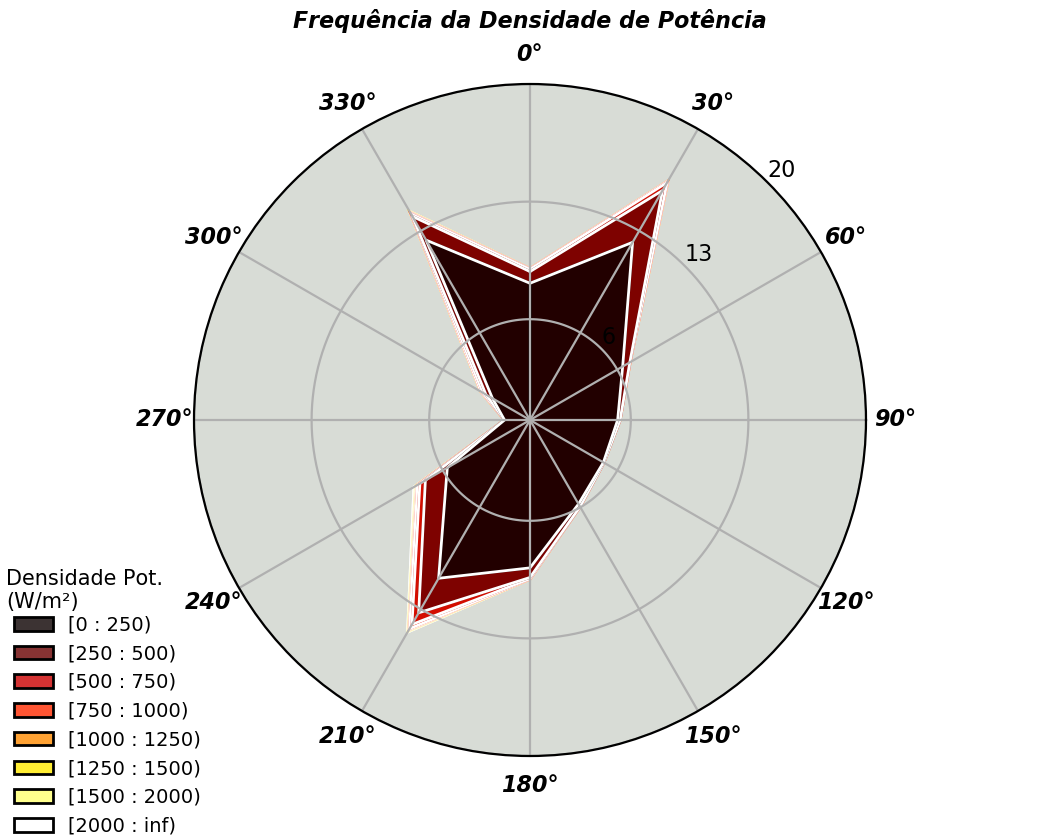 Frequência da Densidade de Potência
0°
330°
30°
20
300°
60°
13
6
270°
90°
240°
120°
210°
150°
180°
Densidade Pot.
(W/m²)
[0 : 250)
[250 : 500)
[500 : 750)
[750 : 1000)
[1000 : 1250)
[1250 : 1500)
[1500 : 2000)
[2000 : inf)